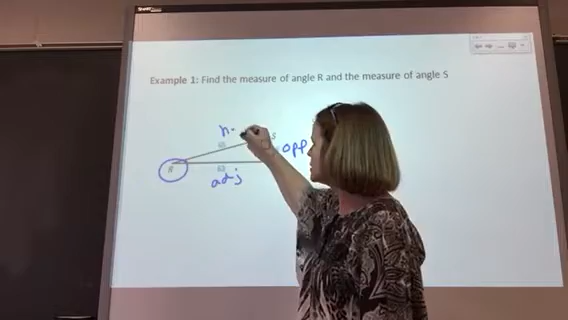 Example 1: Find the measure of angle R and the measure of angle S
h.
S
opp
R
adj